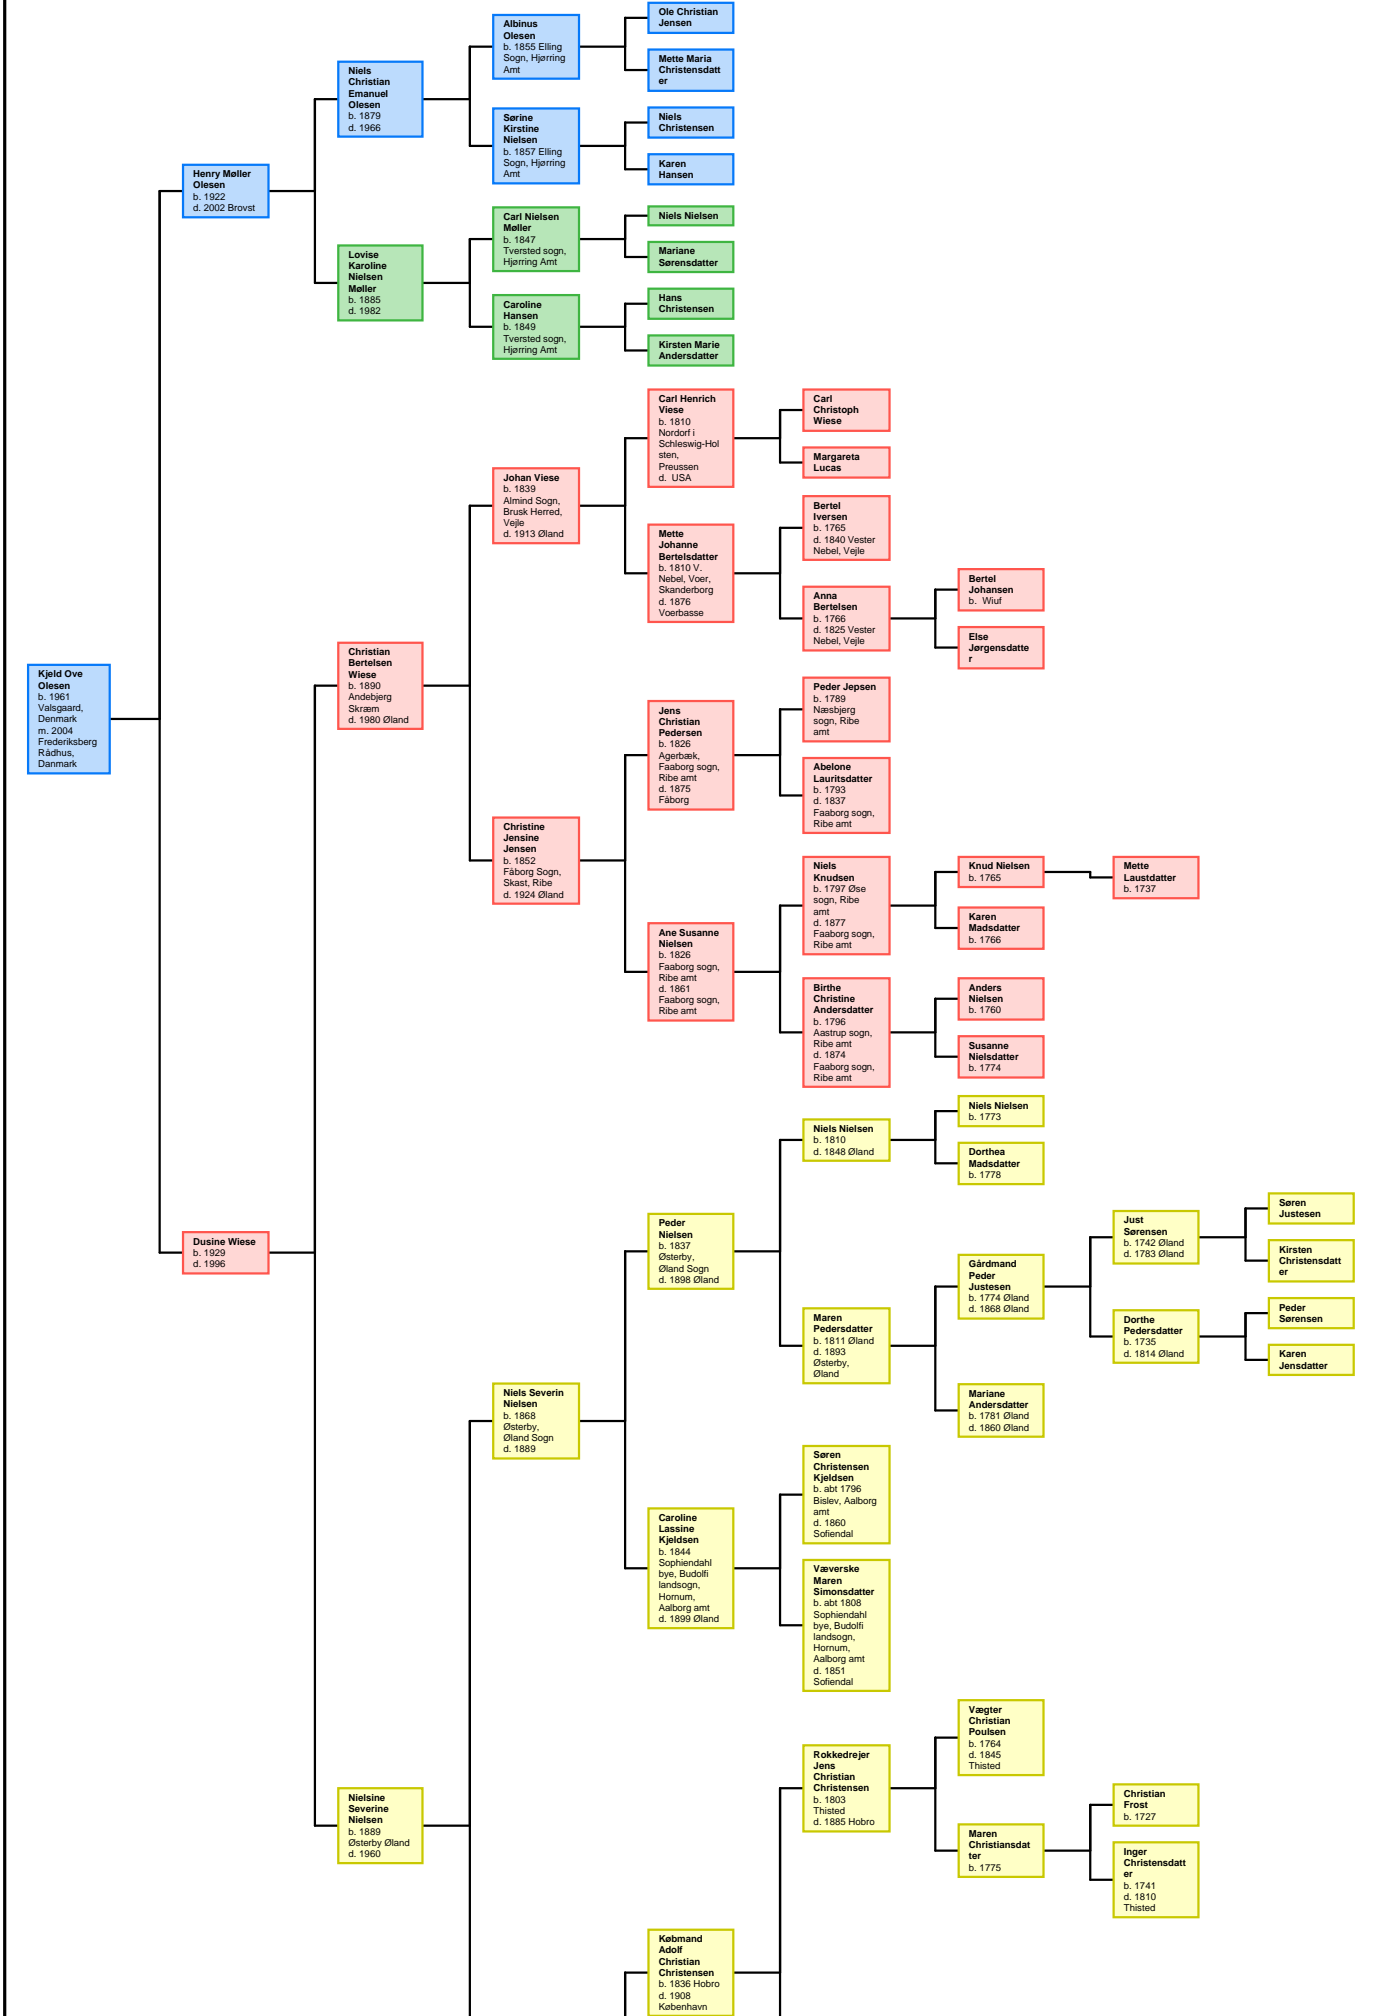 Ole Christian
Jensen
Albinus
Olesen
b. 1855 Elling
Sogn, Hjørring
Amt
Mette Maria
Christensdatt
er
Niels
Christian
Emanuel
Olesen
b. 1879
d. 1966
Sørine
Kirstine
Nielsen
b. 1857 Elling
Sogn, Hjørring
Amt
Niels
Christensen
Karen
Hansen
Henry Møller
Olesen
b. 1922
d. 2002 Brovst
Carl Nielsen
Møller
b. 1847
Tversted sogn,
Hjørring Amt
Niels Nielsen
Mariane
Sørensdatter
Lovise
Karoline
Nielsen
Møller
b. 1885
d. 1982
Caroline
Hansen
b. 1849
Tversted sogn,
Hjørring Amt
Hans
Christensen
Kirsten Marie
Andersdatter
Carl Henrich
Viese
b. 1810
Nordorf i
Schleswig-Hol
sten,
Preussen
d.  USA
Carl
Christoph
Wiese
Margareta
Lucas
Johan Viese
b. 1839
Almind Sogn,
Brusk Herred,
Vejle
d. 1913 Øland
Mette
Johanne
Bertelsdatter
b. 1810 V.
Nebel, Voer,
Skanderborg
d. 1876
Voerbasse
Bertel
Iversen
b. 1765
d. 1840 Vester
Nebel, Vejle
Anna
Bertelsen
b. 1766
d. 1825 Vester
Nebel, Vejle
Bertel
Johansen
b.  Wiuf
Else
Jørgensdatte
r
Christian
Bertelsen
Wiese
b. 1890
Andebjerg
Skræm
d. 1980 Øland
Kjeld Ove
Olesen
b. 1961
Valsgaard,
Denmark
m. 2004
Frederiksberg
Rådhus,
Danmark
Jens
Christian
Pedersen
b. 1826
Agerbæk,
Faaborg sogn,
Ribe amt
d. 1875
Fåborg
Peder Jepsen
b. 1789
Næsbjerg
sogn, Ribe
amt
Abelone
Lauritsdatter
b. 1793
d. 1837
Faaborg sogn,
Ribe amt
Christine
Jensine
Jensen
b. 1852
Fåborg Sogn,
Skast, Ribe
d. 1924 Øland
Niels
Knudsen
b. 1797 Øse
sogn, Ribe
amt
d. 1877
Faaborg sogn,
Ribe amt
Knud Nielsen
b. 1765
Mette
Laustdatter
b. 1737
Karen
Madsdatter
b. 1766
Ane Susanne
Nielsen
b. 1826
Faaborg sogn,
Ribe amt
d. 1861
Faaborg sogn,
Ribe amt
Birthe
Christine
Andersdatter
b. 1796
Aastrup sogn,
Ribe amt
d. 1874
Faaborg sogn,
Ribe amt
Anders
Nielsen
b. 1760
Susanne
Nielsdatter
b. 1774
Niels Nielsen
b. 1773
Niels Nielsen
b. 1810
d. 1848 Øland
Dorthea
Madsdatter
b. 1778
Dusine Wiese
b. 1929
d. 1996
Peder
Nielsen
b. 1837
Østerby,
Øland Sogn
d. 1898 Øland
Just
Sørensen
b. 1742 Øland
d. 1783 Øland
Søren
Justesen
Kirsten
Christensdatt
er
Gårdmand
Peder
Justesen
b. 1774 Øland
d. 1868 Øland
Dorthe
Pedersdatter
b. 1735
d. 1814 Øland
Peder
Sørensen
Karen
Jensdatter
Maren
Pedersdatter
b. 1811 Øland
d. 1893
Østerby,
Øland
Mariane
Andersdatter
b. 1781 Øland
d. 1860 Øland
Niels Severin
Nielsen
b. 1868
Østerby,
Øland Sogn
d. 1889
Søren
Christensen
Kjeldsen
b. abt 1796
Bislev, Aalborg
amt
d. 1860
Sofiendal
Caroline
Lassine
Kjeldsen
b. 1844
Sophiendahl
bye, Budolfi
landsogn,
Hornum,
Aalborg amt
d. 1899 Øland
Væverske
Maren
Simonsdatter
b. abt 1808
Sophiendahl
bye, Budolfi
landsogn,
Hornum,
Aalborg amt
d. 1851
Sofiendal
Vægter
Christian
Poulsen
b. 1764
d. 1845
Thisted
Rokkedrejer
Jens
Christian
Christensen
b. 1803
Thisted
d. 1885 Hobro
Nielsine
Severine
Nielsen
b. 1889
Østerby Øland
d. 1960
Maren
Christiansdat
ter
b. 1775
Christian
Frost
b. 1727
Inger
Christensdatt
er
b. 1741
d. 1810
Thisted
Købmand
Adolf
Christian
Christensen
b. 1836 Hobro
d. 1908
København